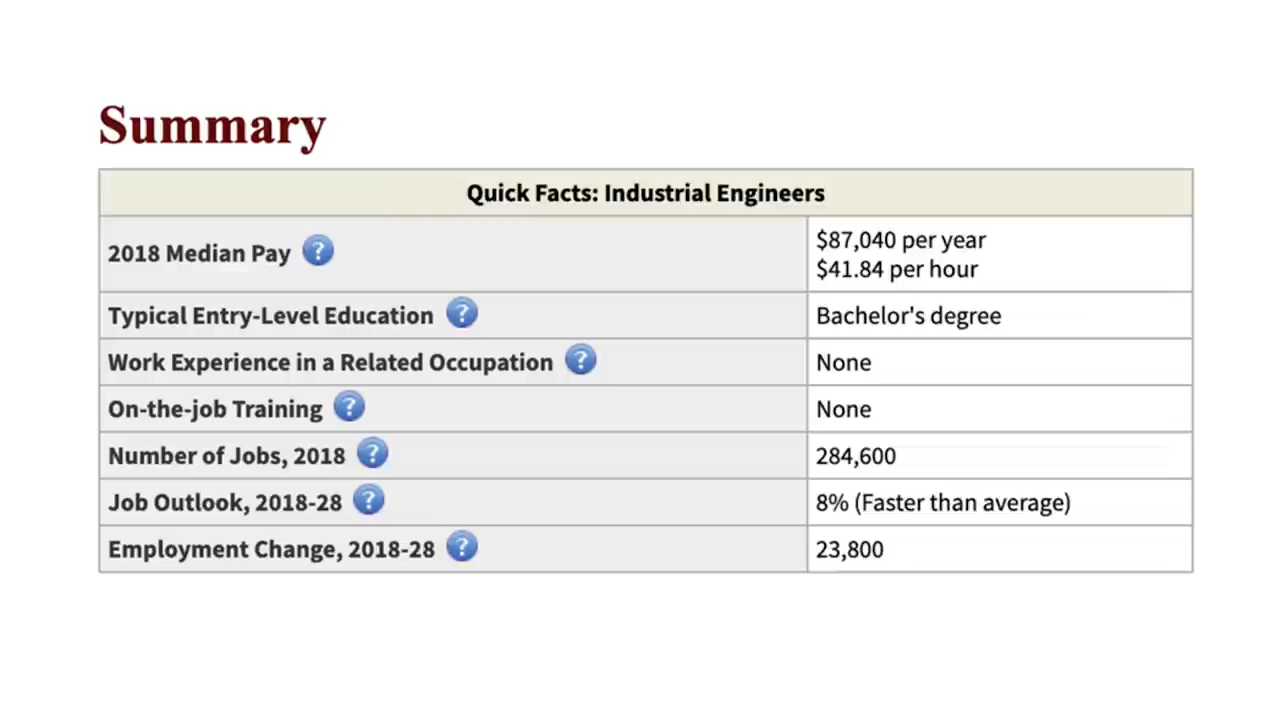 Summary
Quick Facts: Industrial Engineers
2018 Median Pay ?
$87,040 per year
$41.84 per hour
Typical Entry-Level Education ?
Bachelor's degree
Work Experience in a Related Occupation ?
None
On-the-job Training ?
None
Number of Jobs, 2018 ?
284,600
Job Outlook, 2018-28 ?
8% (Faster than average)
Employment Change, 2018-28 ?
23,800